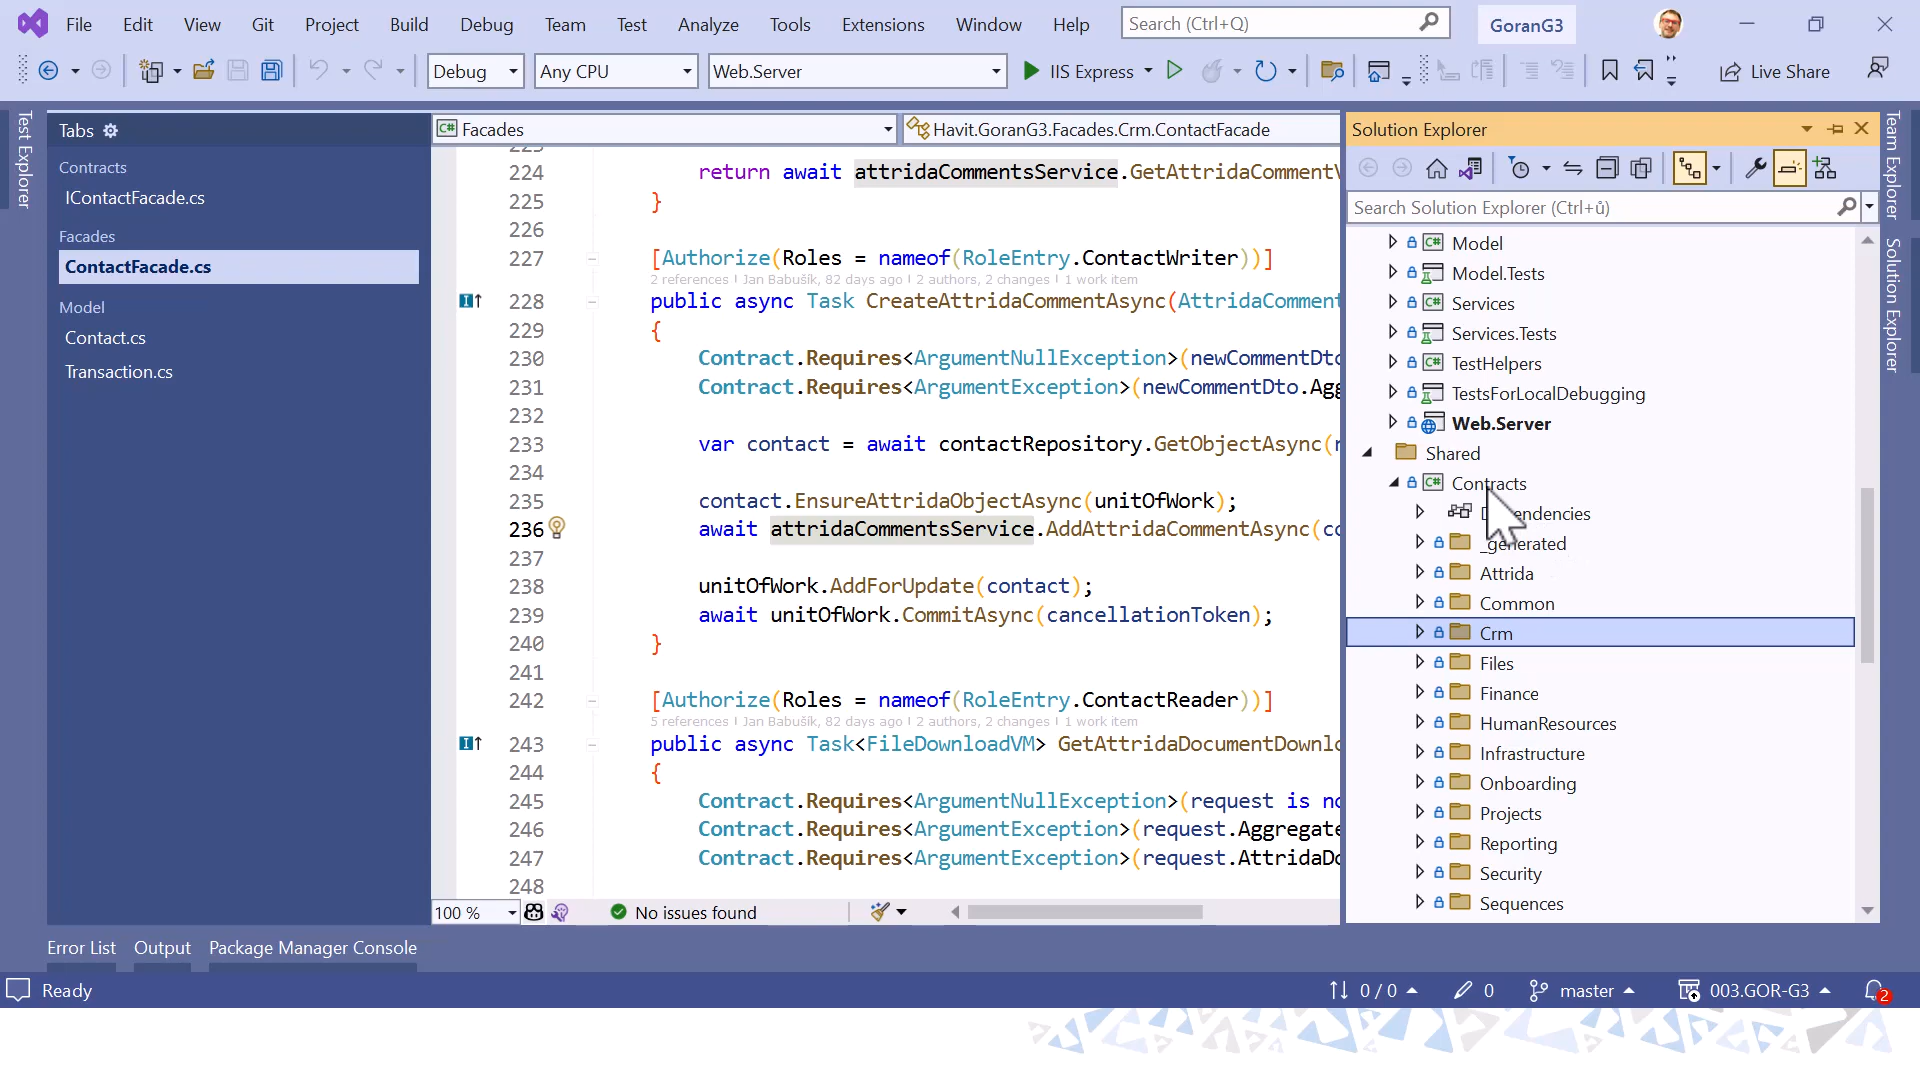 File Edit View Git Project Build Debug Team Test Analyze Tools Extensions Window Help Search (Ctrl+Q) GoranG3
Debug Any CPU Web.Server IIS Express Live Share
Test Explorer
Tabs
Contracts
IContactFacade.cs
Facades
ContactFacade.cs
Model
Contact.cs
Transaction.cs
Facades Havit.GoranG3.Facades.Crm.ContactFacade
224 return await attridaCommentsService.GetAttridaCommentV
225 }
226
227 [Authorize(Roles = nameof(RoleEntry.ContactWriter))]
2 references | Jan Babušík, 82 days ago | 2 authors, 2 changes | 1 work item
228 public async Task CreateAttridaCommentAsync(AttridaComment
229 {
230 Contract.Requires<ArgumentNullException>(newCommentDto
231 Contract.Requires<ArgumentException>(newCommentDto.Agg
232
233 var contact = await contactRepository.GetObjectAsync(
234
235 contact.EnsureAttridaObjectAsync(unitOfWork);
236 await attridaCommentsService.AddAttridaCommentAsync(co
237
238 unitOfWork.AddForUpdate(contact);
239 await unitOfWork.CommitAsync(cancellationToken);
240 }
241
242 [Authorize(Roles = nameof(RoleEntry.ContactReader))]
5 references | Jan Babušík, 82 days ago | 2 authors, 2 changes | 1 work item
243 public async Task<FileDownloadVM> GetAttridaDocumentDownlo
244 {
245 Contract.Requires<ArgumentNullException>(request is no
246 Contract.Requires<ArgumentException>(request.Aggregate
247 Contract.Requires<ArgumentException>(request.AttridaDo
248
100 % No issues found
Solution Explorer
Search Solution Explorer (Ctrl+ů)
Model
Model.Tests
Services
Services.Tests
TestHelpers
TestsForLocalDebugging
Web.Server
Shared
Contracts
_generated
Attrida
Common
Crm
Files
Finance
HumanResources
Infrastructure
Onboarding
Projects
Reporting
Security
Sequences
Team Explorer
Solution Explorer
Error List Output Package Manager Console
Ready 0 / 0 0 master 003.GOR-G3 2